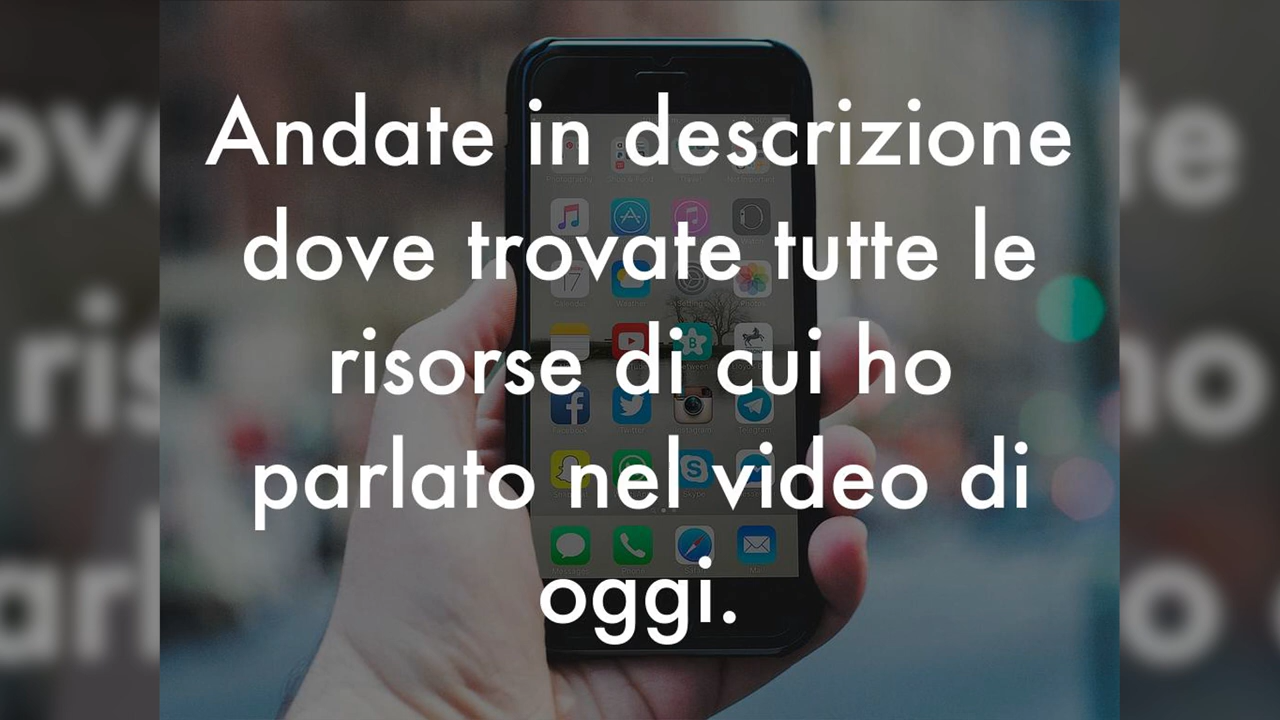 Andate in descrizione
dove trovate tutte le
risorse di cui ho
parlato nel video di
oggi.